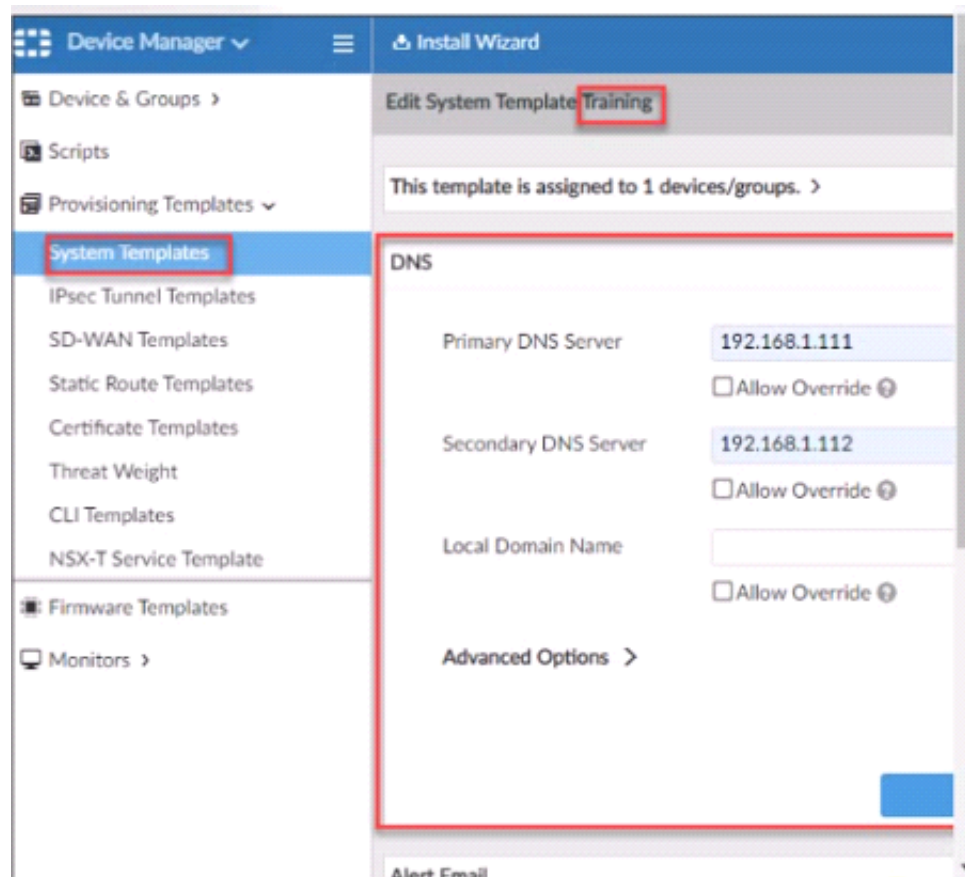 Device Manager
Install Wizard
Device & Groups
Edit System Template Training
Scripts
This template is assigned to 1 devices/groups.
Provisioning Templates
System Templates
DNS
IPsec Tunnel Templates
SD-WAN Templates
Primary DNS Server 192.168.1.111
Static Route Templates
Allow Override
Certificate Templates
Secondary DNS Server 192.168.1.112
Threat Weight
Allow Override
CLI Templates
Local Domain Name
NSX-T Service Template
Allow Override
Firmware Templates
Monitors
Advanced Options
Alert Email